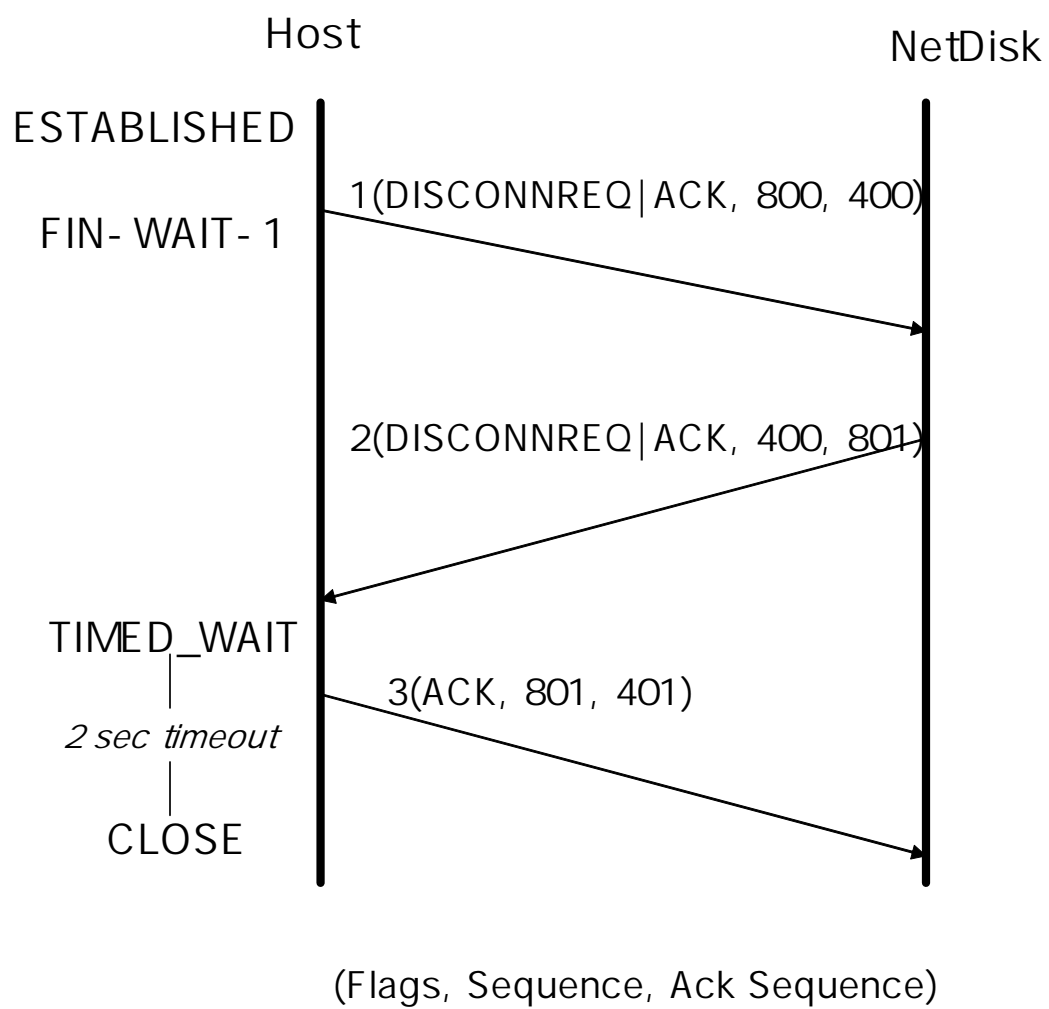 Host
NetDisk
ESTABLISHED
1(DISCONNREQ|ACK, 800, 400)
FIN-WAIT-1
2(DISCONNREQ|ACK, 400, 801)
TIMED_WAIT
3(ACK, 801, 401)
2 sec timeout
CLOSE
(Flags, Sequence, Ack Sequence)